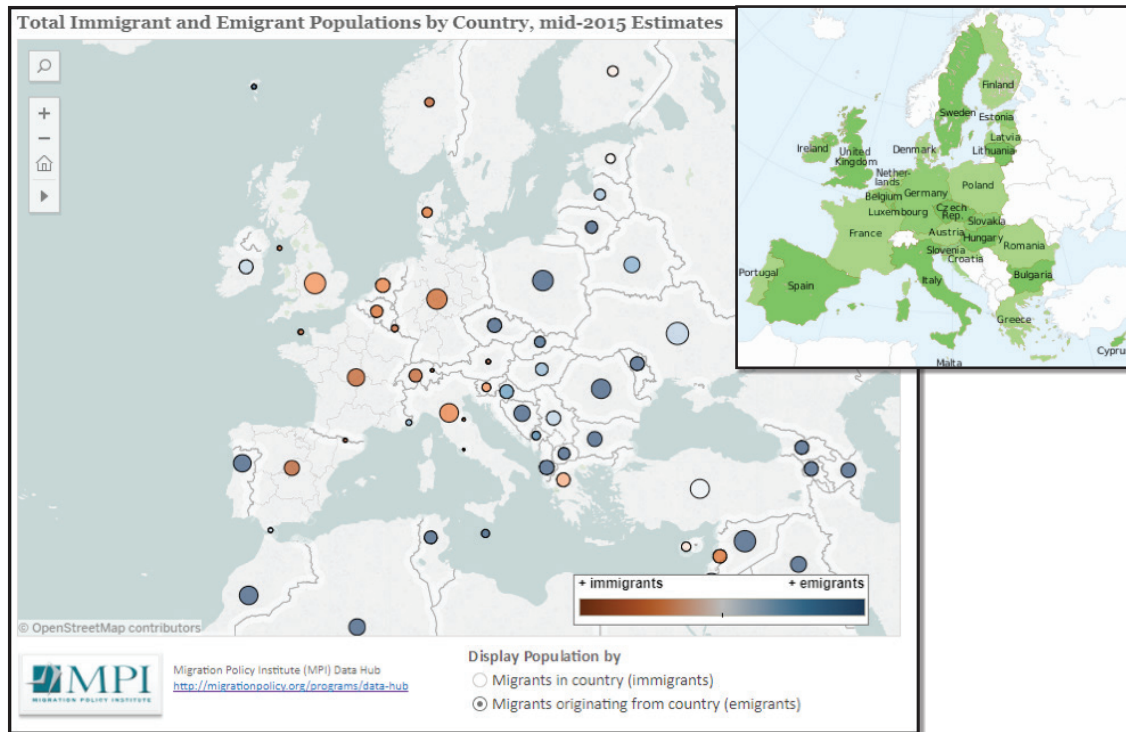 Total Immigrant and Emigrant Populations by Country, mid-2015 Estimates
+ immigrants
+ emigrants
© OpenStreetMap contributors
MPI
MIGRATION POLICY INSTITUTE
Migration Policy Institute (MPI) Data Hub
http://migrationpolicy.org/programs/data-hub
Display Population by
Migrants in country (immigrants)
Migrants originating from country (emigrants)
Finland
Sweden
Estonia
Latvia
Lithuania
Ireland
United
Kingdom
Denmark
Nether-
lands
Belgium
Germany
Poland
Luxembourg
Czech
Rep.
Slovakia
France
Austria
Hungary
Slovenia
Romania
Croatia
Portugal
Spain
Italy
Bulgaria
Greece
Malta
Cypru